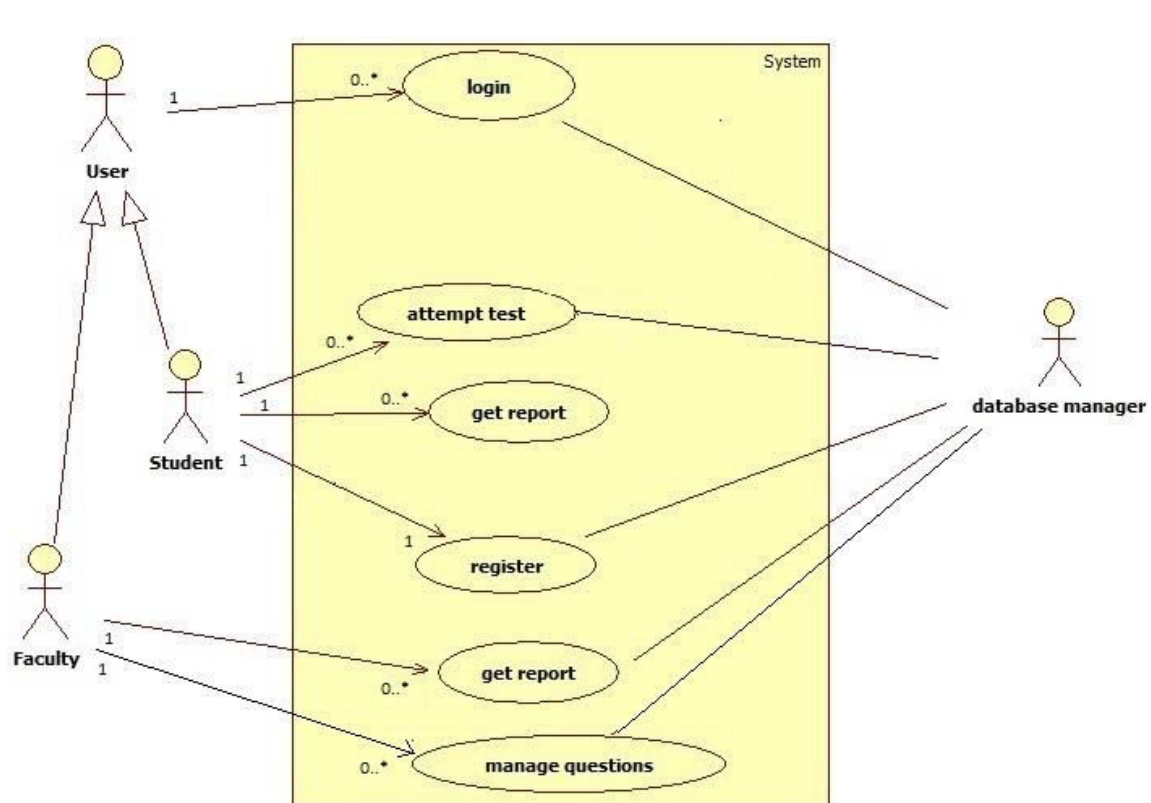 System
login
0..*
1
User
attempt test
0..*
1
1
0..*
get report
database manager
Student
1
1
register
1
0..*
get report
Faculty
1
0..*
manage questions